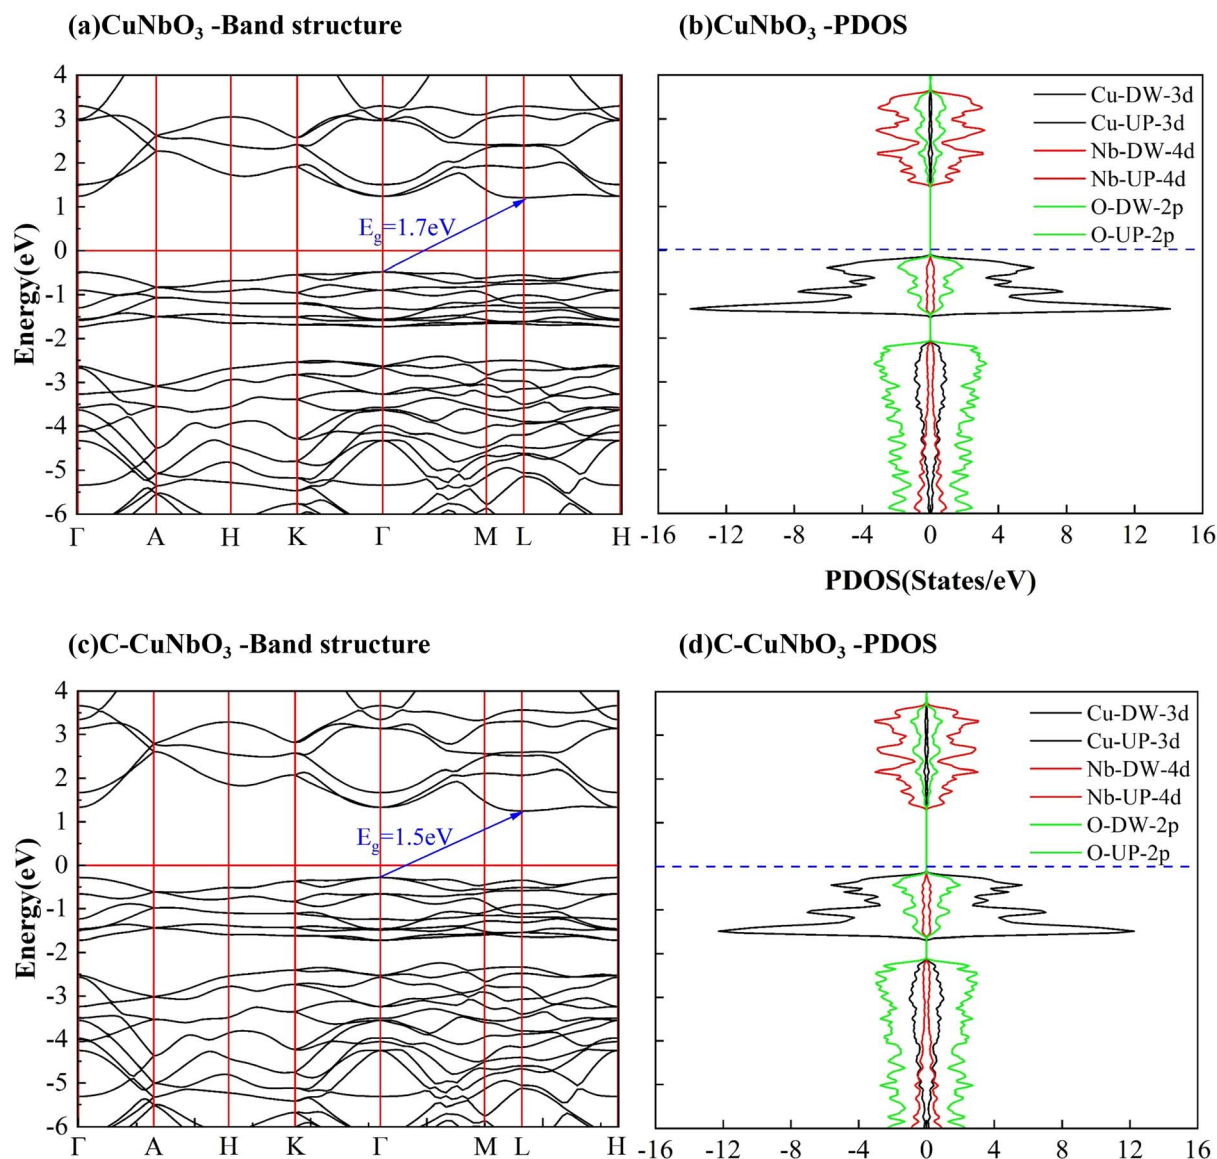 (a)CuNbO₃ -Band structure
(b)CuNbO₃ -PDOS
4
3
2
1
0
-1
-2
-3
-4
-5
-6
Energy(eV)
E_g=1.7eV
Γ A H K Γ M L H
Cu-DW-3d
Cu-UP-3d
Nb-DW-4d
Nb-UP-4d
O-DW-2p
O-UP-2p
-16 -12 -8 -4 0 4 8 12 16
PDOS(States/eV)
(c)C-CuNbO₃ -Band structure
(d)C-CuNbO₃ -PDOS
4
3
2
1
0
-1
-2
-3
-4
-5
-6
Energy(eV)
E_g=1.5eV
Γ A H K Γ M L H
Cu-DW-3d
Cu-UP-3d
Nb-DW-4d
Nb-UP-4d
O-DW-2p
O-UP-2p
-16 -12 -8 -4 0 4 8 12 16